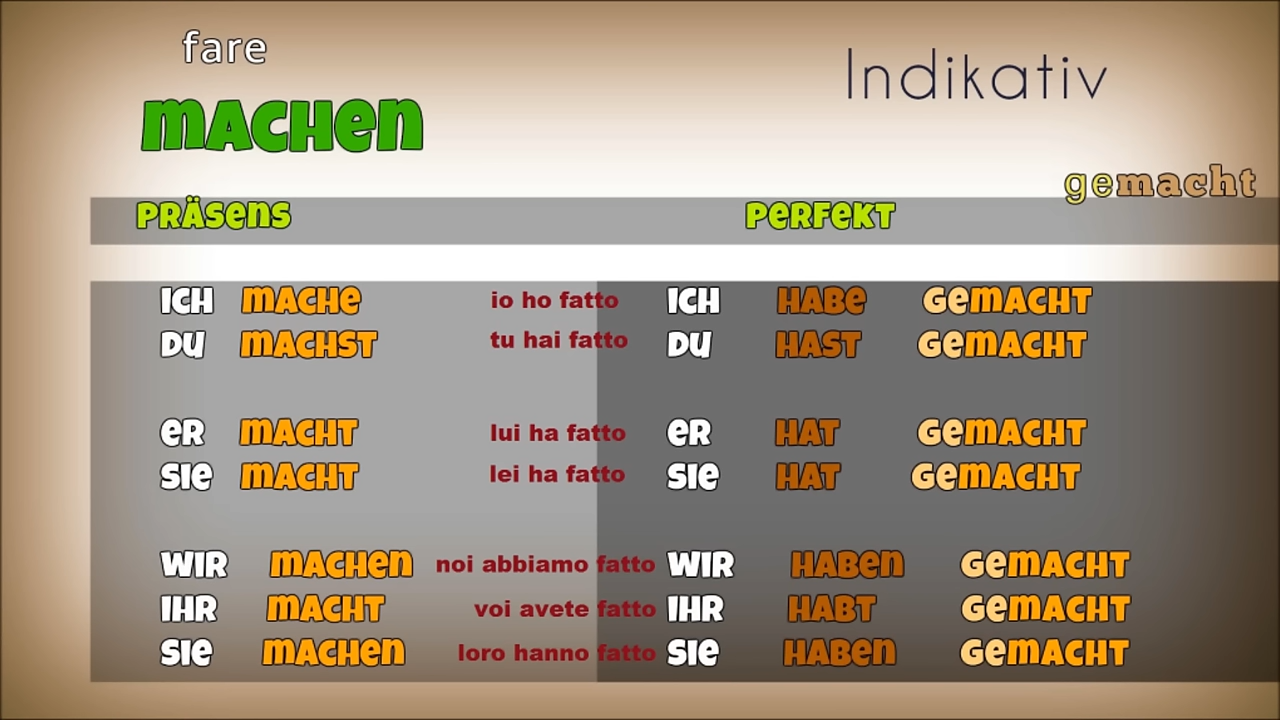 fare
machen
Indikativ
gemacht
Präsens Perfekt
ich mache io ho fatto ich habe gemacht
du machst tu hai fatto du hast gemacht
er macht lui ha fatto er hat gemacht
sie macht lei ha fatto sie hat gemacht
wir machen noi abbiamo fatto wir haben gemacht
ihr macht voi avete fatto ihr habt gemacht
sie machen loro hanno fatto sie haben gemacht